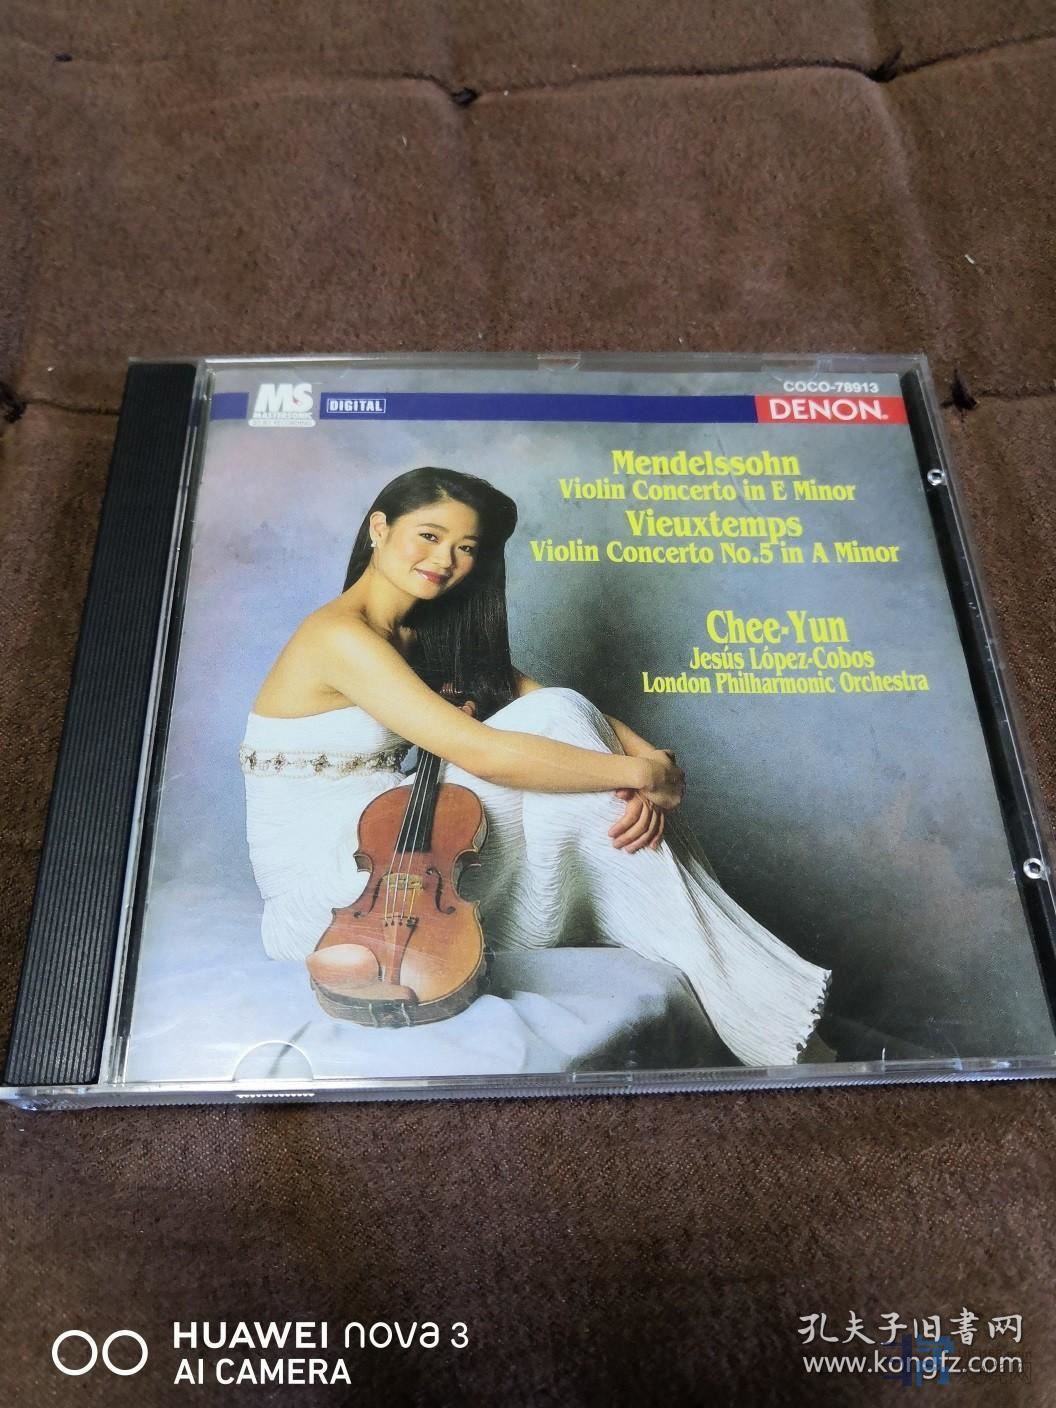 COCO-78913
MS
MASTERSONIC
DIGITAL
DENON
Mendelssohn
Violin Concerto in E Minor
Vieuxtemps
Violin Concerto No.5 in A Minor
Chee-Yun
Jesús López-Cobos
London Philharmonic Orchestra
HUAWEI nova 3
AI CAMERA
孔夫子旧書网
www.kongfz.com